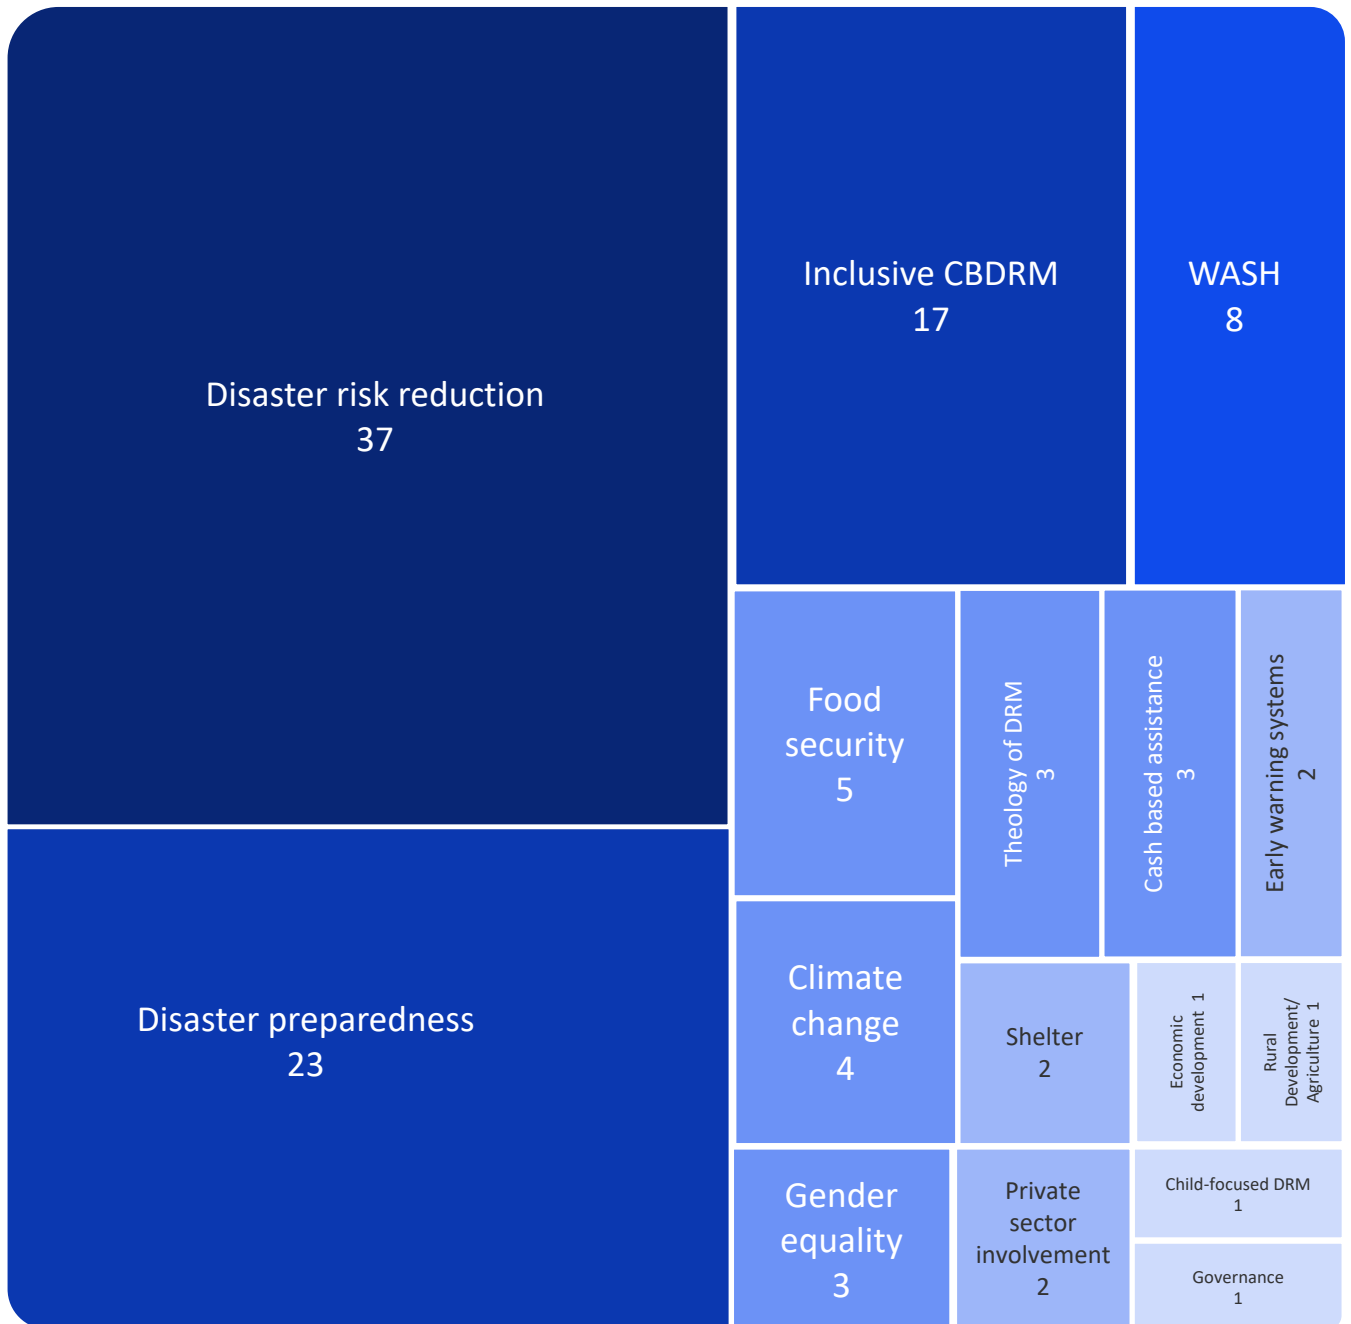 Disaster risk reduction
37
Disaster preparedness
23
Inclusive CBDRM
17
WASH
8
Food
security
5
Climate
change
4
Gender
equality
3
Theology of DRM
3
Cash based assistance
3
Early warning systems
2
Shelter
2
Private
sector
involvement
2
Economic
development 1
Rural
Development/
Agriculture 1
Child-focused DRM
1
Governance
1